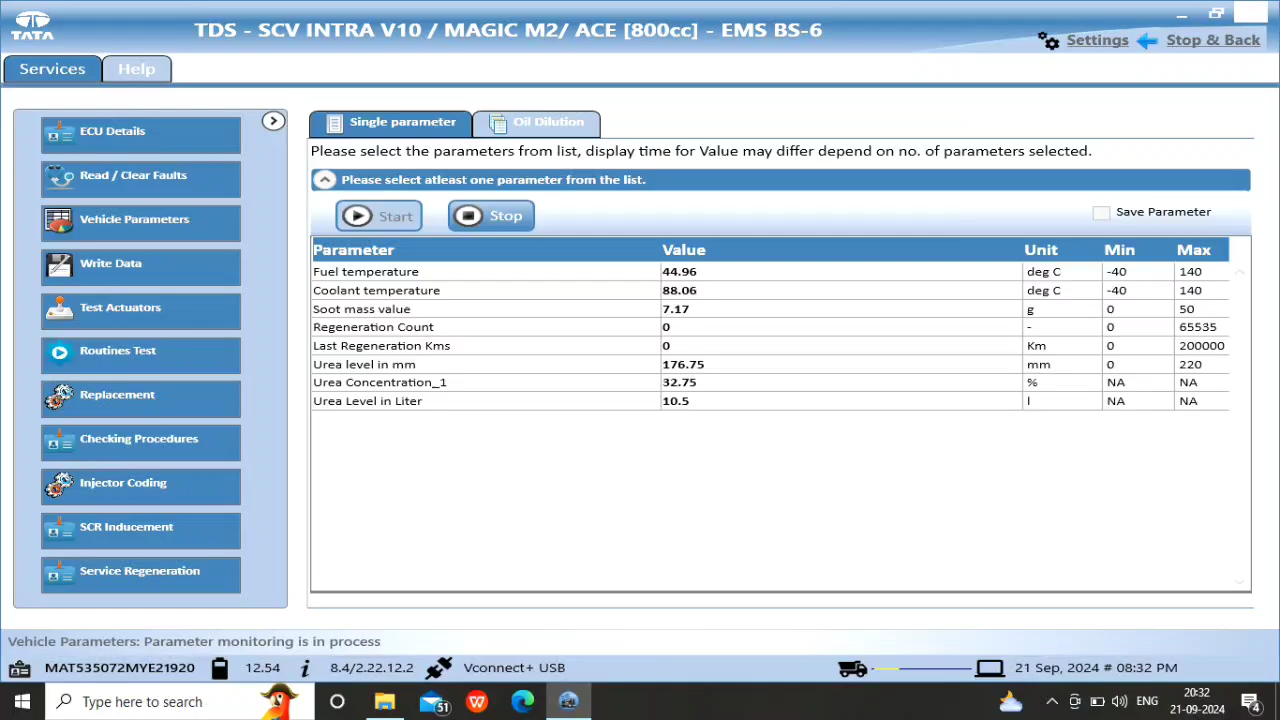 TATA
TDS - SCV INTRA V10 / MAGIC M2/ ACE [800cc] - EMS BS-6
Settings Stop & Back
Services Help
ECU Details
Read / Clear Faults
Vehicle Parameters
Write Data
Test Actuators
Routines Test
Replacement
Checking Procedures
Injector Coding
SCR Inducement
Service Regeneration
Single parameter Oil Dilution
Please select the parameters from list, display time for Value may differ depend on no. of parameters selected.
Please select atleast one parameter from the list.
Start Stop Save Parameter
Parameter Value Unit Min Max
Fuel temperature 44.96 deg C -40 140
Coolant temperature 88.06 deg C -40 140
Soot mass value 7.17 g 0 50
Regeneration Count 0 - 0 65535
Last Regeneration Kms 0 Km 0 200000
Urea level in mm 176.75 mm 0 220
Urea Concentration_1 32.75 % NA NA
Urea Level in Liter 10.5 l NA NA
Vehicle Parameters: Parameter monitoring is in process
MAT535072MYE21920 12.54 i 8.4/2.22.12.2 Vconnect+ USB 21 Sep, 2024 # 08:32 PM
Type here to search 51 W ENG 20:32
21-09-2024 4